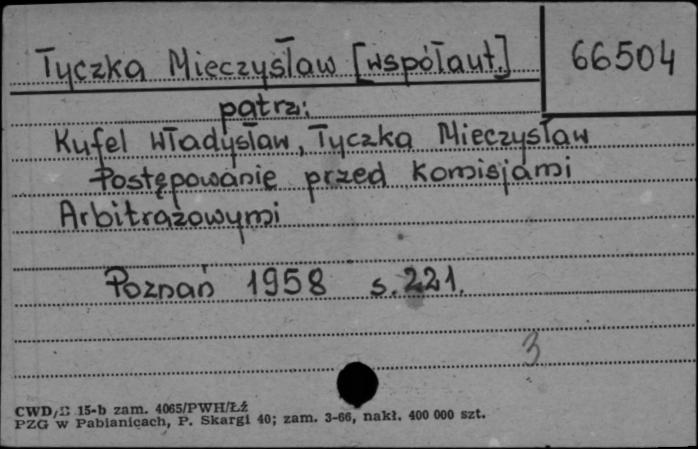 Tyczka Mieczysław [współaut.]
66504
patrz:
Kufel Władysław, Tyczka Mieczysław
Postępowanie przed Komisjami
Arbitrażowymi
Poznań 1958 s. 221.
3
CWD/ 15-b zam. 4065/PWH/Łź
PZG w Pabianicach, P. Skargi 40; zam. 3-66, nakł. 400 000 szt.